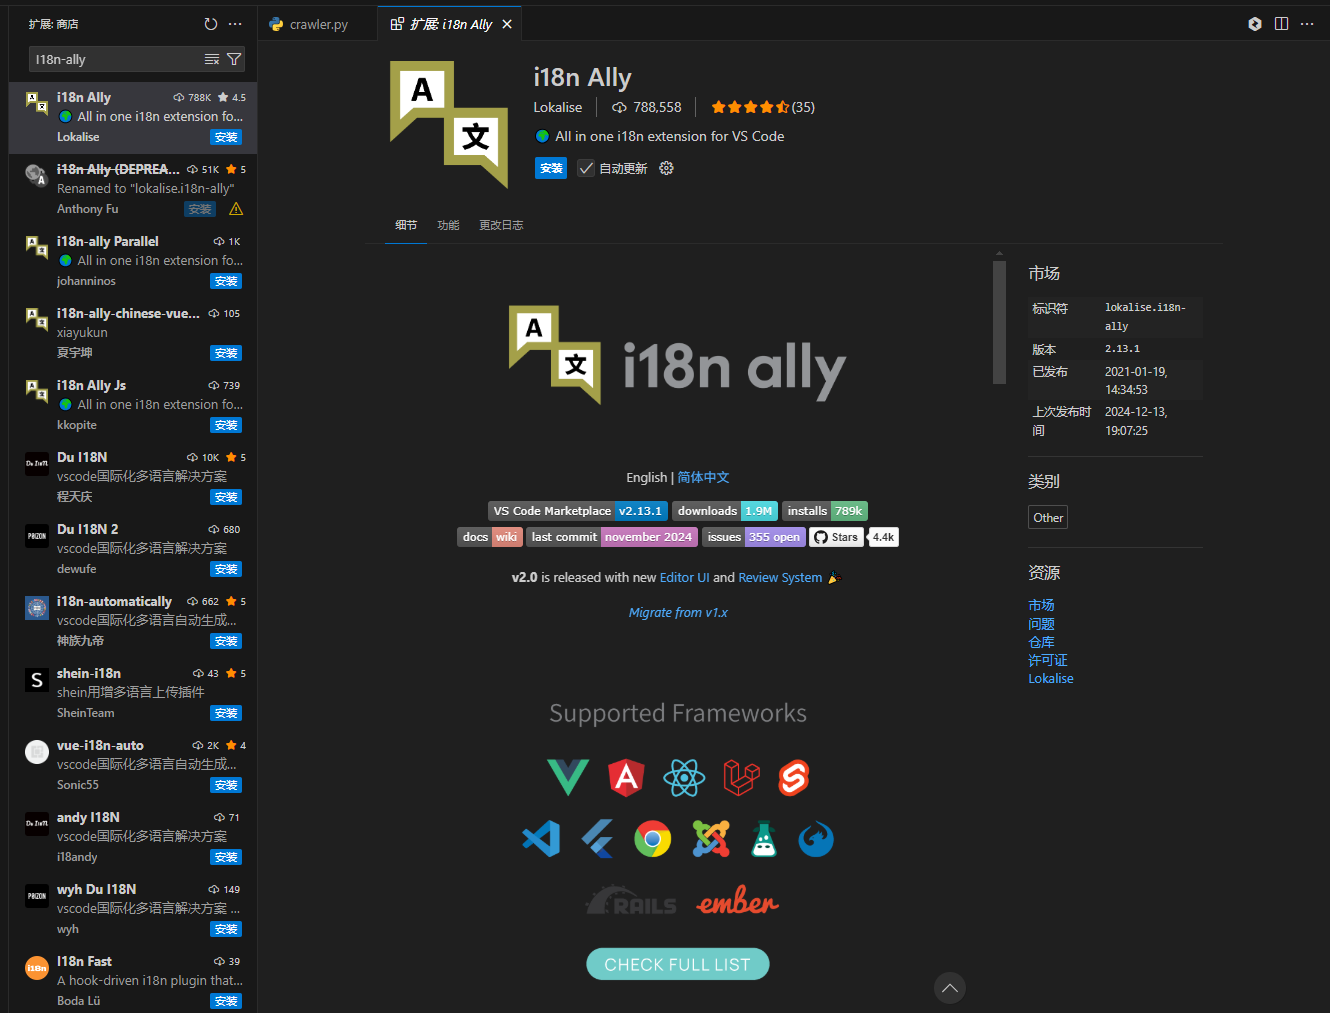 扩展: 商店
crawler.py
扩展: i18n Ally
I18n-ally
i18n Ally 788K 4.5
All in one i18n extension fo...
Lokalise 安装
i18n Ally (DEPREA... 51K 5
Renamed to "lokalise.i18n-ally"
Anthony Fu 安装
i18n-ally Parallel 1K
All in one i18n extension fo...
johanninos 安装
i18n-ally-chinese-vue... 105
xiayukun
夏宇坤 安装
i18n Ally Js 739
All in one i18n extension fo...
kkopite 安装
Du I18N 10K 5
vscode国际化多语言解决方案
程天庆 安装
Du I18N 2 680
vscode国际化多语言解决方案
dewufe 安装
i18n-automatically 662 5
vscode国际化多语言自动生成...
神族九帝 安装
S
shein-i18n 43 5
shein用增多语言上传插件
SheinTeam 安装
vue-i18n-auto 2K 4
vscode国际化多语言自动生成...
Sonic55 安装
andy I18N 71
vscode国际化多语言解决方案
i18andy 安装
wyh Du I18N 149
vscode国际化多语言解决方案 ...
wyh 安装
i18n
I18n Fast 39
A hook-driven i18n plugin that...
Boda Lü 安装
A
文
i18n Ally
Lokalise 788,558 (35)
All in one i18n extension for VS Code
安装 自动更新
细节 功能 更改日志
A
文
i18n ally
English | 简体中文
VS Code Marketplace v2.13.1 downloads 1.9M installs 789k
docs wiki last commit november 2024 issues 355 open Stars 4.4k
v2.0 is released with new Editor UI and Review System
Migrate from v1.x
Supported Frameworks
RAILS ember
CHECK FULL LIST
市场
标识符 lokalise.i18n-
ally
版本 2.13.1
已发布 2021-01-19,
14:34:53
上次发布时 2024-12-13,
间 19:07:25
类别
Other
资源
市场
问题
仓库
许可证
Lokalise